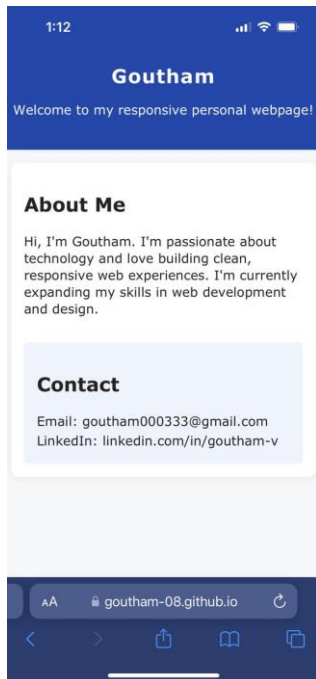 1:12
Goutham
Welcome to my responsive personal webpage!
About Me
Hi, I'm Goutham. I'm passionate about
technology and love building clean,
responsive web experiences. I'm currently
expanding my skills in web development
and design.
Contact
Email: goutham000333@gmail.com
LinkedIn: linkedin.com/in/goutham-v
AA goutham-08.github.io